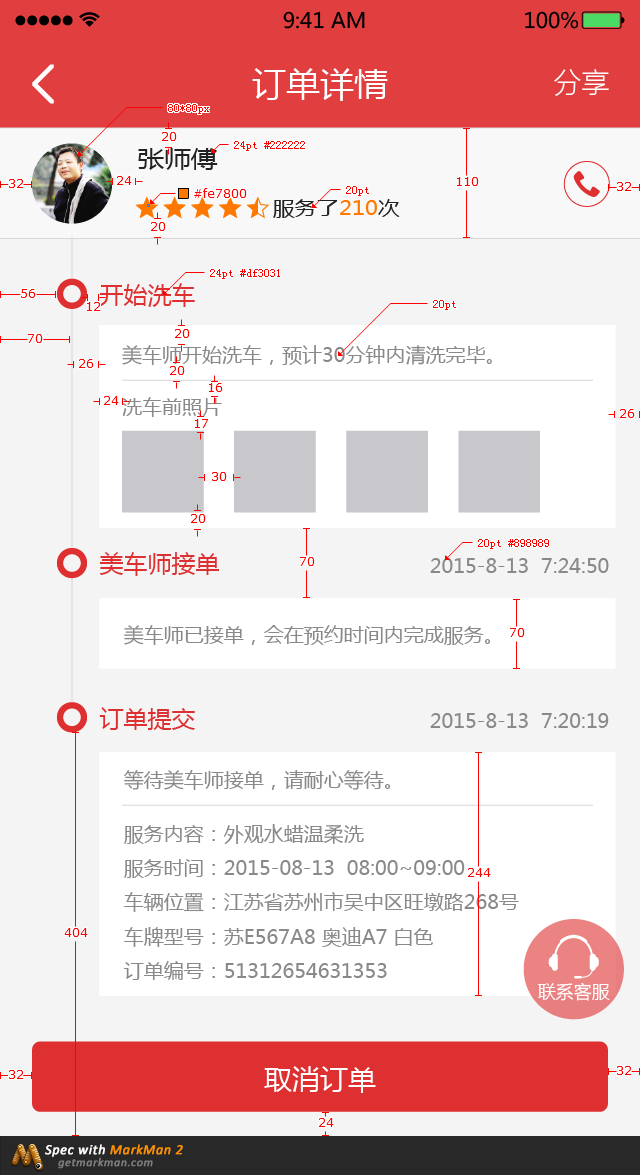 9:41 AM 100%
订单详情 分享
80*80px
20
24pt #222222
张师傅
32 24 110 32
#fe7800 20pt
服务了210次
20
24pt #df3031
56 开始洗车
12
20pt
20
70
美车师开始洗车，预计30分钟内清洗完毕。
26 20
16
24 洗车前照片 26
17
30
20
20pt #898989
美车师接单 70 2015-8-13 7:24:50
美车师已接单，会在预约时间内完成服务。 70
订单提交 2015-8-13 7:20:19
等待美车师接单，请耐心等待。
服务内容：外观水蜡温柔洗
服务时间：2015-08-13 08:00~09:00 244
车辆位置：江苏省苏州市吴中区旺墩路268号
404 车牌型号：苏E567A8 奥迪A7 白色
订单编号：51312654631353
联系客服
32 取消订单 32
24
Spec with MarkMan 2
getmarkman.com